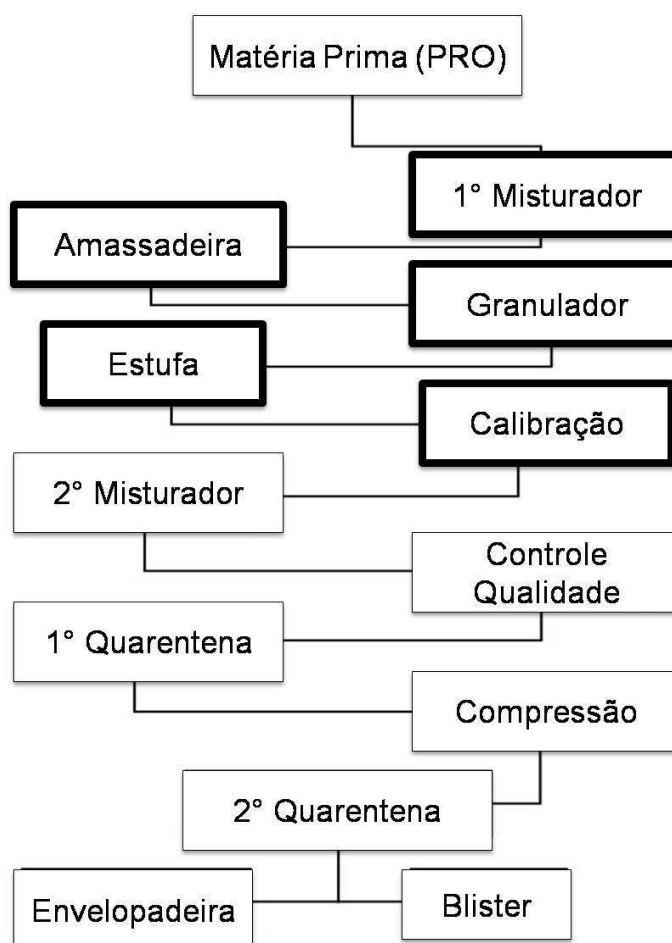 Matéria Prima (PRO)
1° Misturador
Amassadeira
Granulador
Estufa
Calibração
2° Misturador
Controle
Qualidade
1° Quarentena
Compressão
2° Quarentena
Envelopadeira
Blister